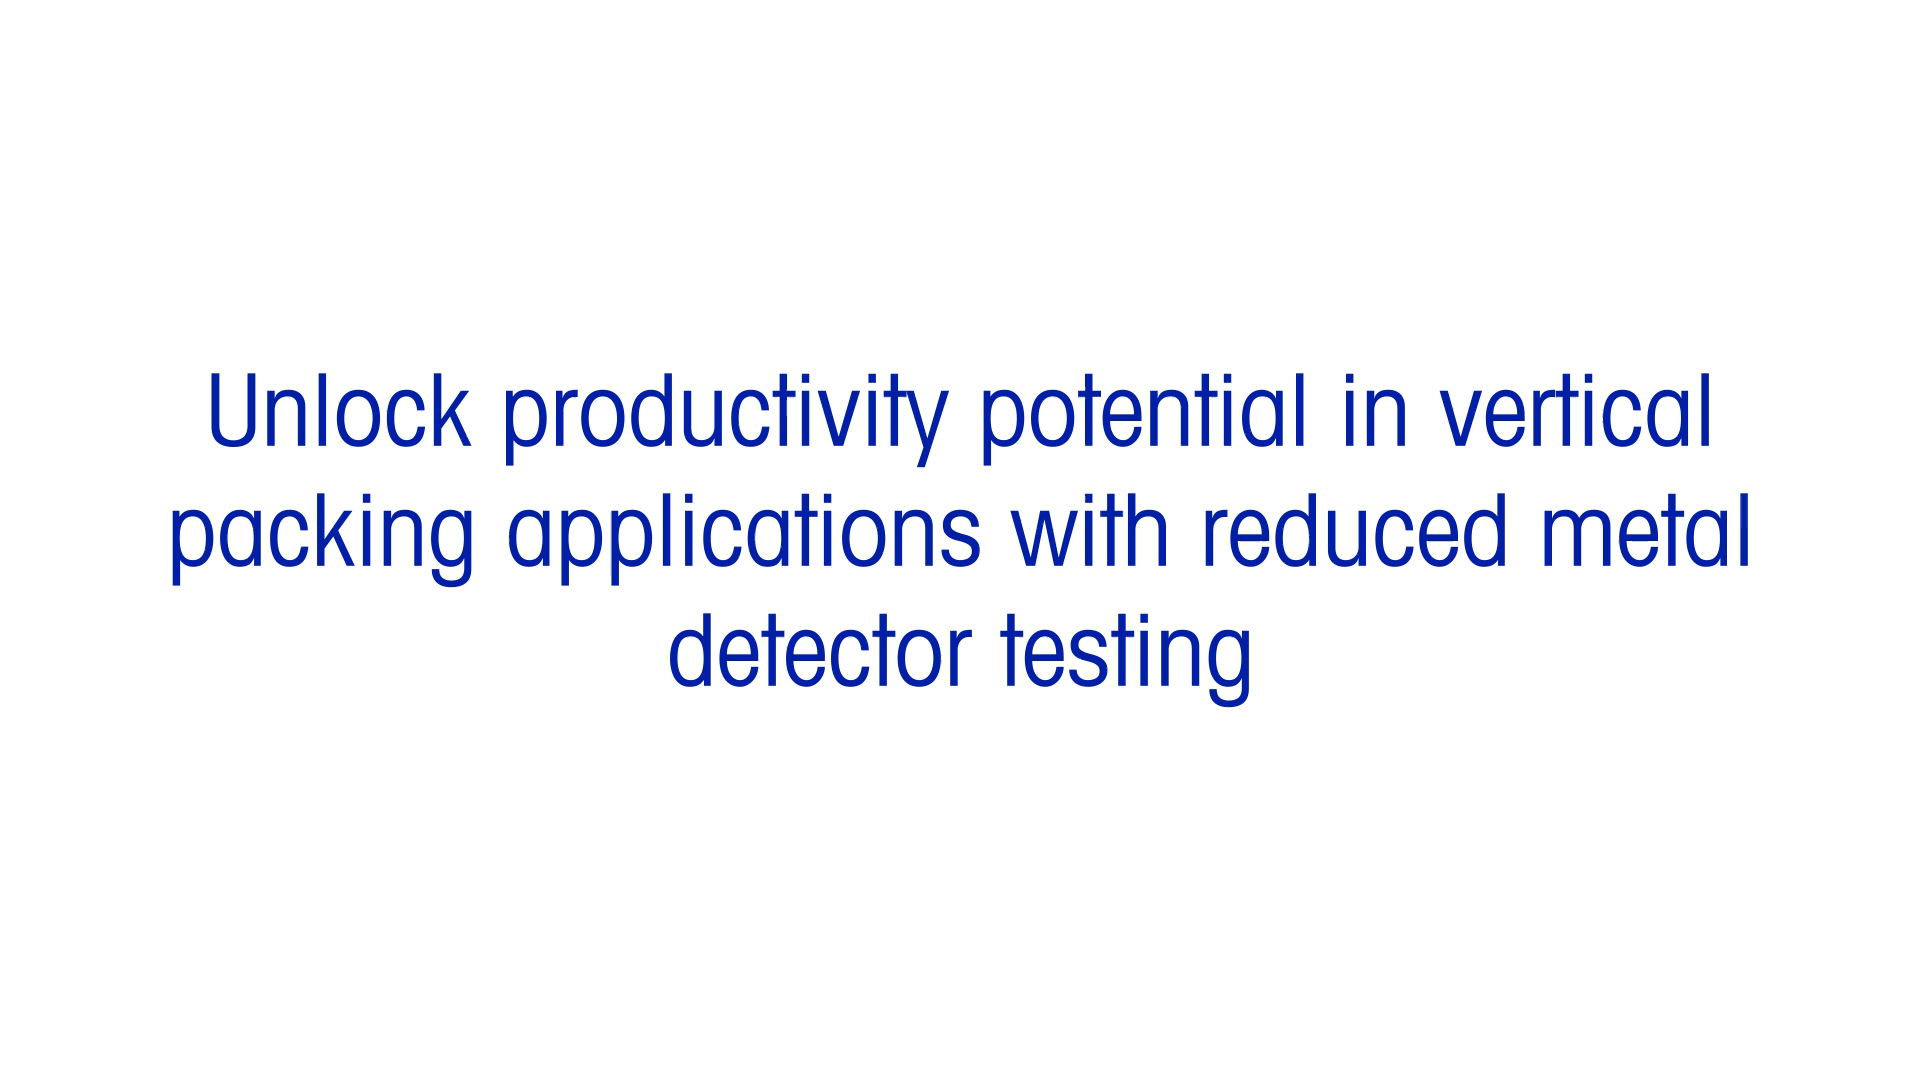 Unlock productivity potential in vertical
packing applications with reduced metal
detector testing